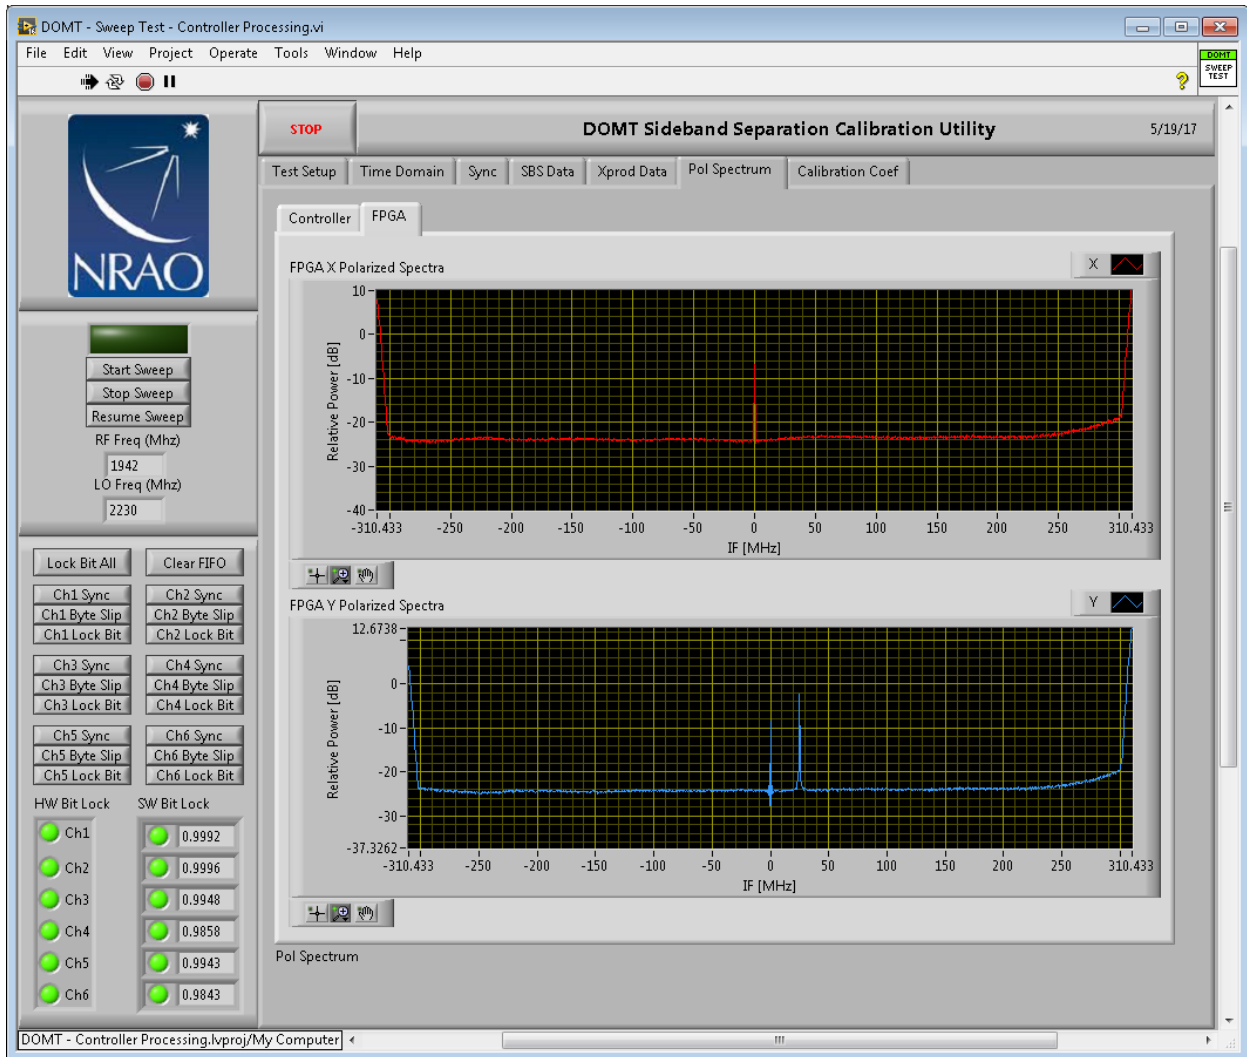 DOMT - Sweep Test - Controller Processing.vi
File Edit View Project Operate Tools Window Help
DOMT
SWEEP
TEST
NRAO
STOP
DOMT Sideband Separation Calibration Utility
5/19/17
Test Setup Time Domain Sync SBS Data Xprod Data Pol Spectrum Calibration Coef
Controller FPGA
FPGA X Polarized Spectra
X
Relative Power [dB]
10
0
-10
-20
-30
-40
-310.433 -250 -200 -150 -100 -50 0 50 100 150 200 250 310.433
IF [MHz]
FPGA Y Polarized Spectra
Y
Relative Power [dB]
12.6738
0
-10
-20
-30
-37.3262
-310.433 -250 -200 -150 -100 -50 0 50 100 150 200 250 310.433
IF [MHz]
Pol Spectrum
Start Sweep
Stop Sweep
Resume Sweep
RF Freq (Mhz)
1942
LO Freq (Mhz)
2230
Lock Bit All Clear FIFO
Ch1 Sync Ch2 Sync
Ch1 Byte Slip Ch2 Byte Slip
Ch1 Lock Bit Ch2 Lock Bit
Ch3 Sync Ch4 Sync
Ch3 Byte Slip Ch4 Byte Slip
Ch3 Lock Bit Ch4 Lock Bit
Ch5 Sync Ch6 Sync
Ch5 Byte Slip Ch6 Byte Slip
Ch5 Lock Bit Ch6 Lock Bit
HW Bit Lock SW Bit Lock
Ch1 0.9992
Ch2 0.9996
Ch3 0.9948
Ch4 0.9858
Ch5 0.9943
Ch6 0.9843
DOMT - Controller Processing.lvproj/My Computer